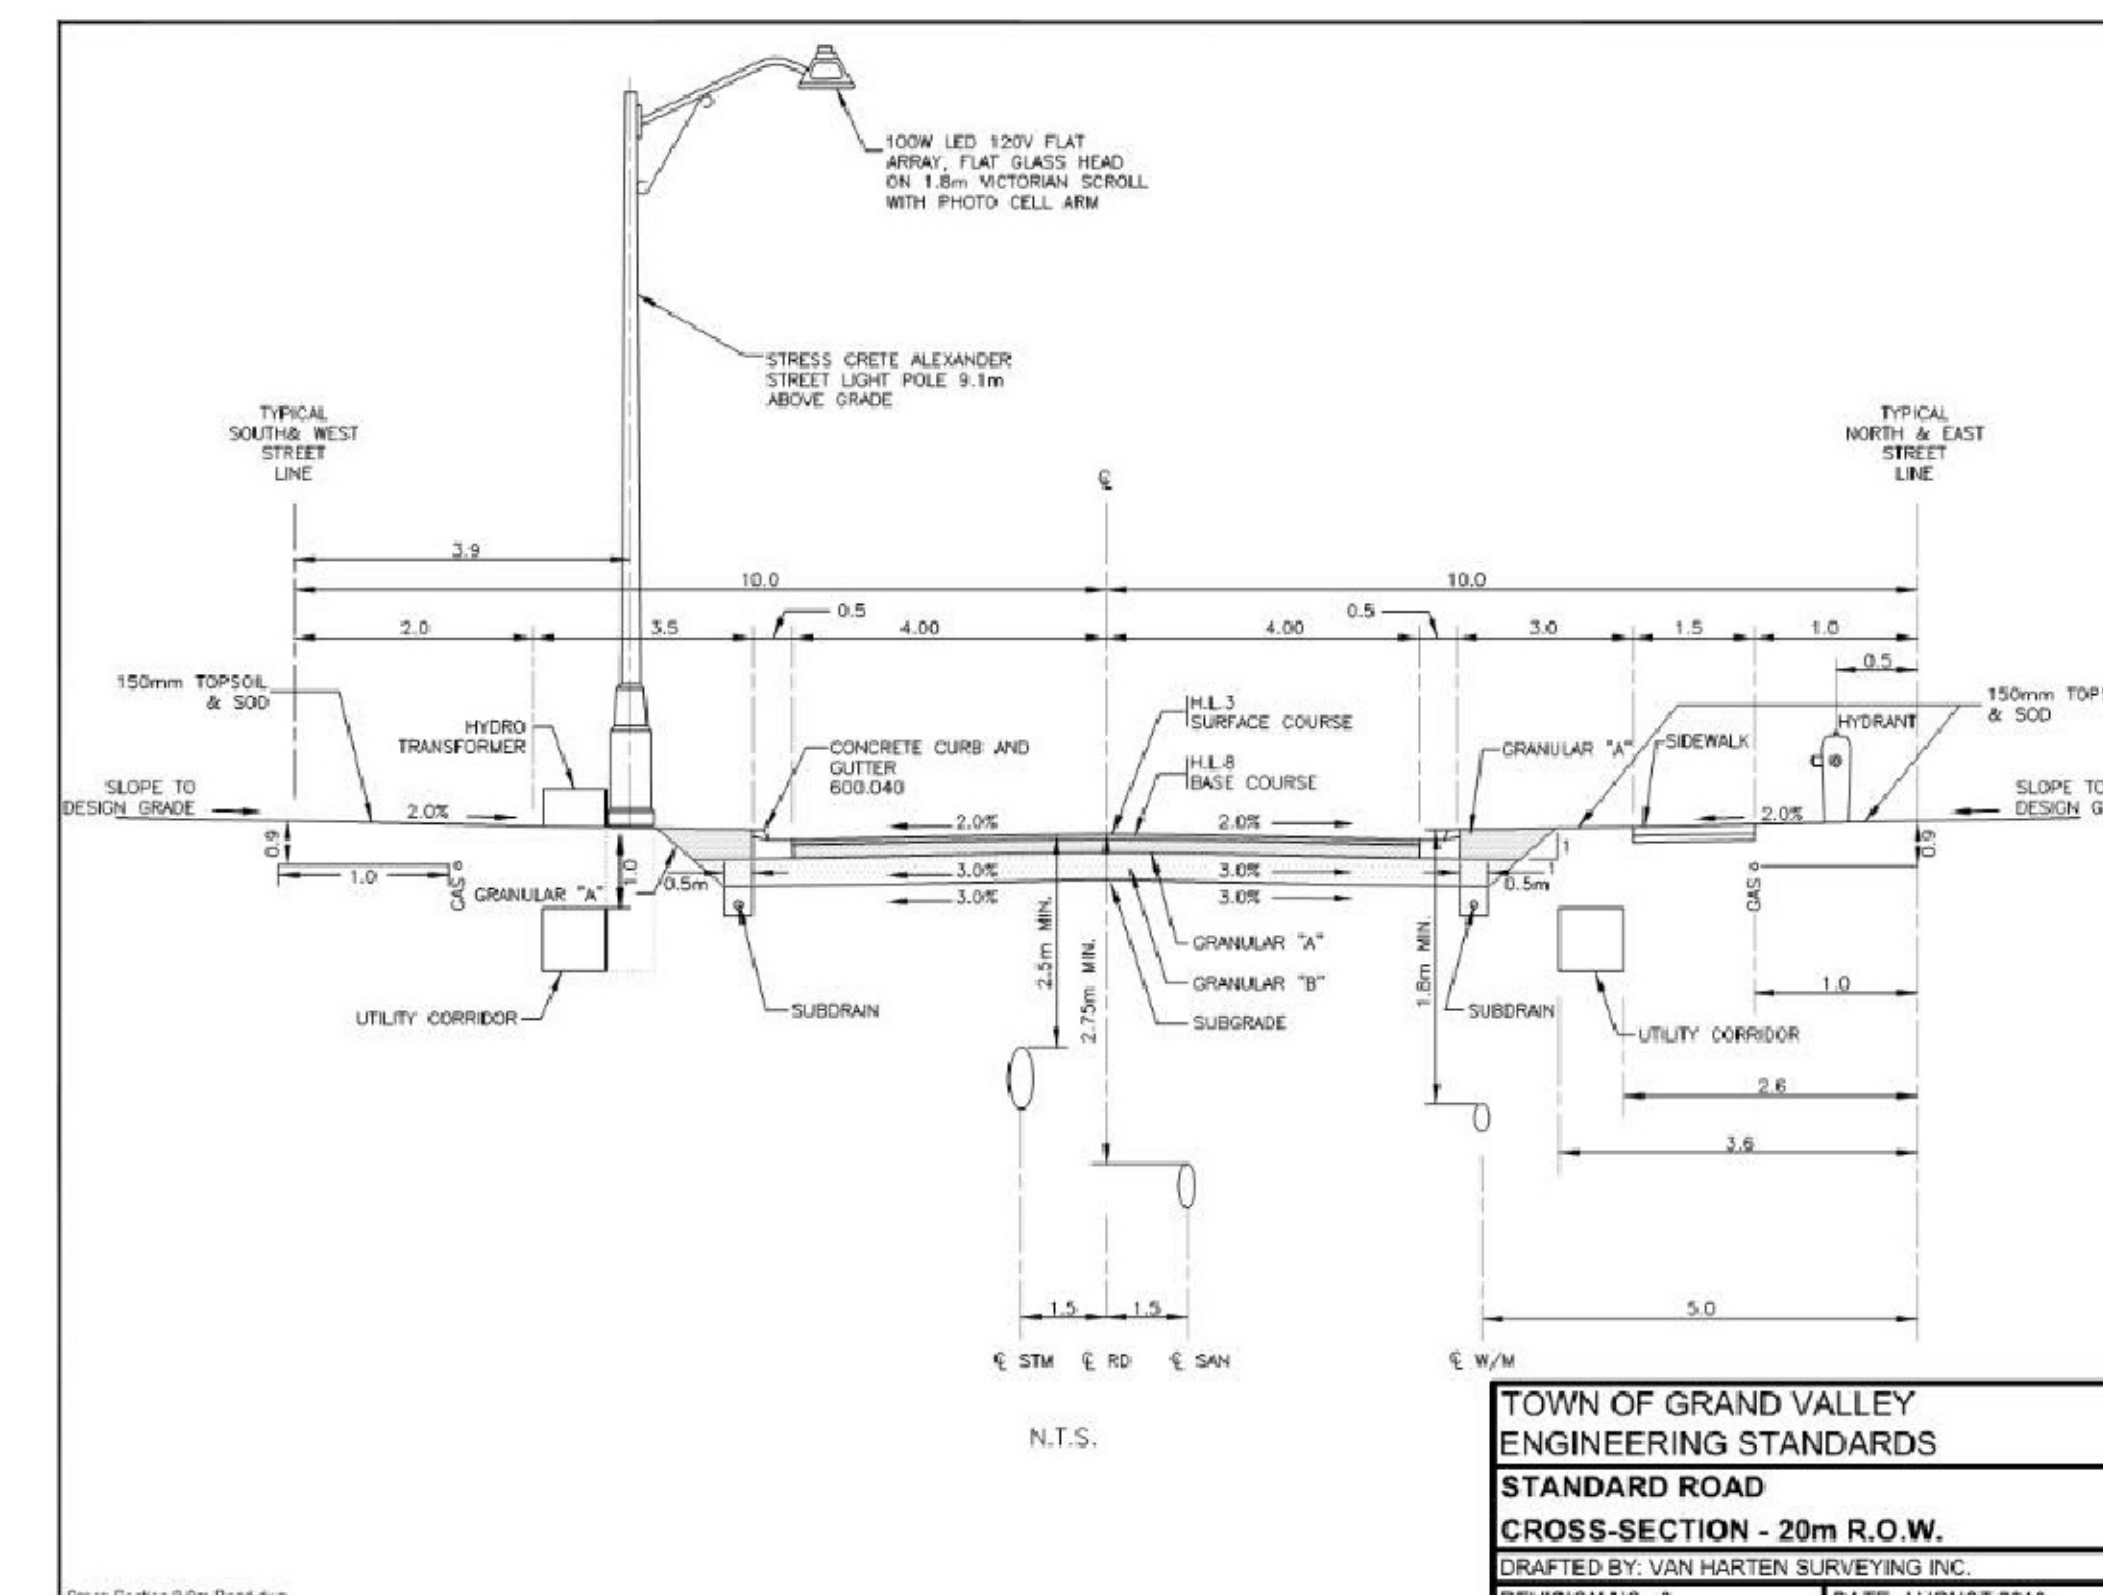 100W LED 120V FLAT
ARRAY, FLAT GLASS HEAD
ON 1.8m VICTORIAN SCROLL
WITH PHOTO CELL ARM
STRESS CRETE ALEXANDER
STREET LIGHT POLE 9.1m
ABOVE GRADE
TYPICAL
SOUTH& WEST
STREET
LINE
TYPICAL
NORTH & EAST
STREET
LINE
℄
3.9
10.0
10.0
0.5
0.5
2.0
3.5
4.00
4.00
3.0
1.5
1.0
0.5
150mm TOPSOIL
& SOD
HYDRO
TRANSFORMER
SLOPE TO
DESIGN GRADE
2.0%
CONCRETE CURB AND
GUTTER
600.040
H.L.3
SURFACE COURSE
H.L.8
BASE COURSE
GRANULAR "A"
SIDEWALK
HYDRANT
150mm
& SOD
SLOPE TO
DESIGN
2.0%
2.0%
2.0%
0.9
1.0
GAS
GRANULAR "A"
1.0
0.5m
3.0%
3.0%
3.0%
3.0%
1
1
0.5m
GAS
0.9
UTILITY CORRIDOR
SUBDRAIN
2.5m MIN.
2.75m MIN.
GRANULAR "A"
GRANULAR "B"
SUBGRADE
1.8m MIN.
SUBDRAIN
UTILITY CORRIDOR
1.0
2.6
3.6
1.5
1.5
5.0
℄ STM
℄ RD
℄ SAN
℄ W/M
N.T.S.
TOWN OF GRAND VALLEY
ENGINEERING STANDARDS
STANDARD ROAD
CROSS-SECTION - 20m R.O.W.
DRAFTED BY: VAN HARTEN SURVEYING INC.